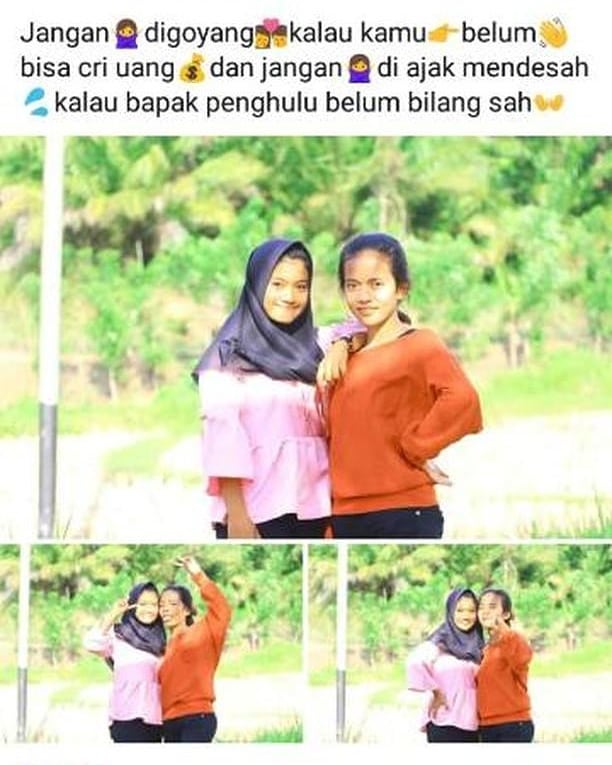 Jangan🙅‍♀️digoyang💏kalau kamu👉belum👋
bisa cri uang💰dan jangan🙅‍♀️di ajak mendesah
💦kalau bapak penghulu belum bilang sah👐